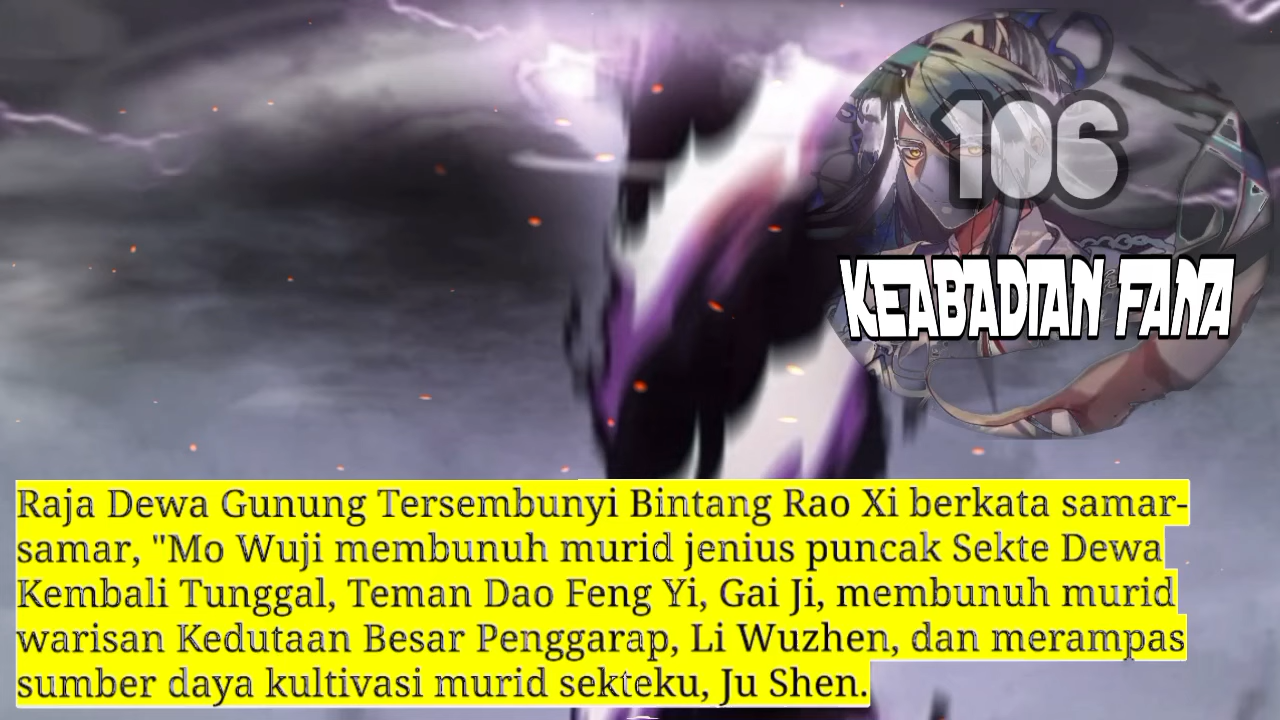 106
KEABADIAN FANA
Raja Dewa Gunung Tersembunyi Bintang Rao Xi berkata samar-
samar, "Mo Wuji membunuh murid jenius puncak Sekte Dewa
Kembali Tunggal, Teman Dao Feng Yi, Gai Ji, membunuh murid
warisan Kedutaan Besar Penggarap, Li Wuzhen, dan merampas
sumber daya kultivasi murid sekteku, Ju Shen.